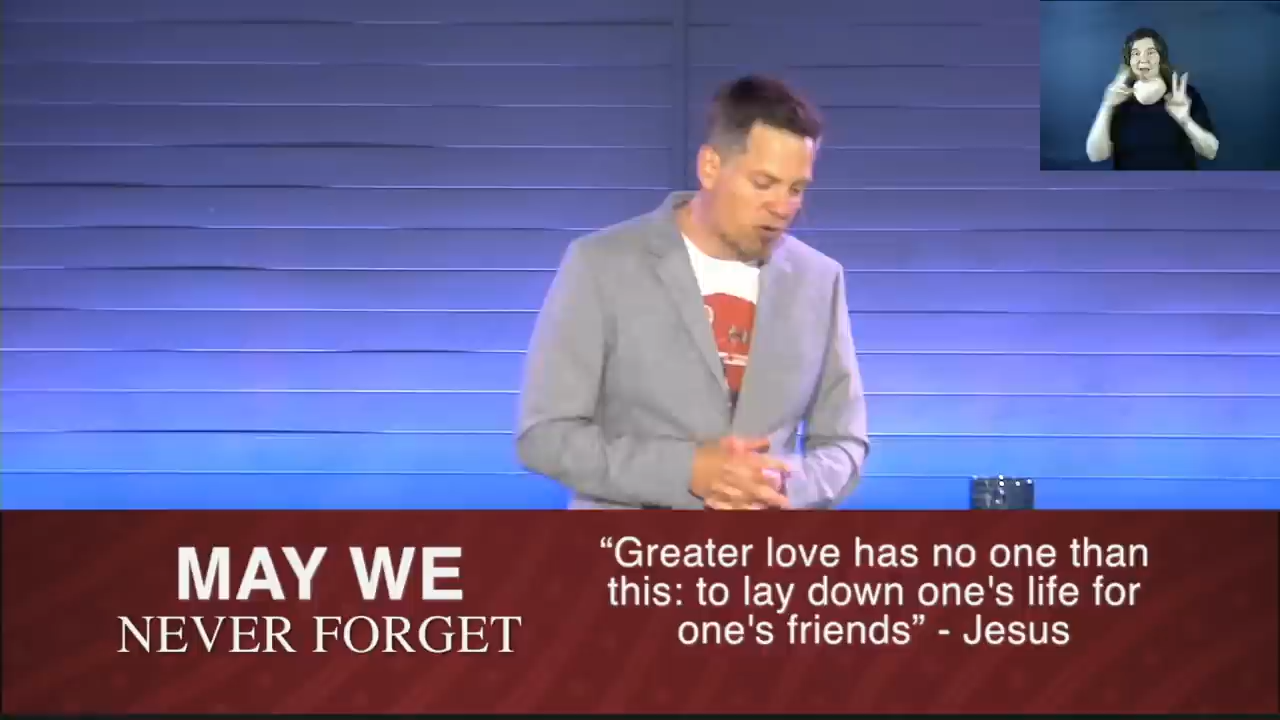 MAY WE
NEVER FORGET
“Greater love has no one than
this: to lay down one's life for
one's friends” - Jesus